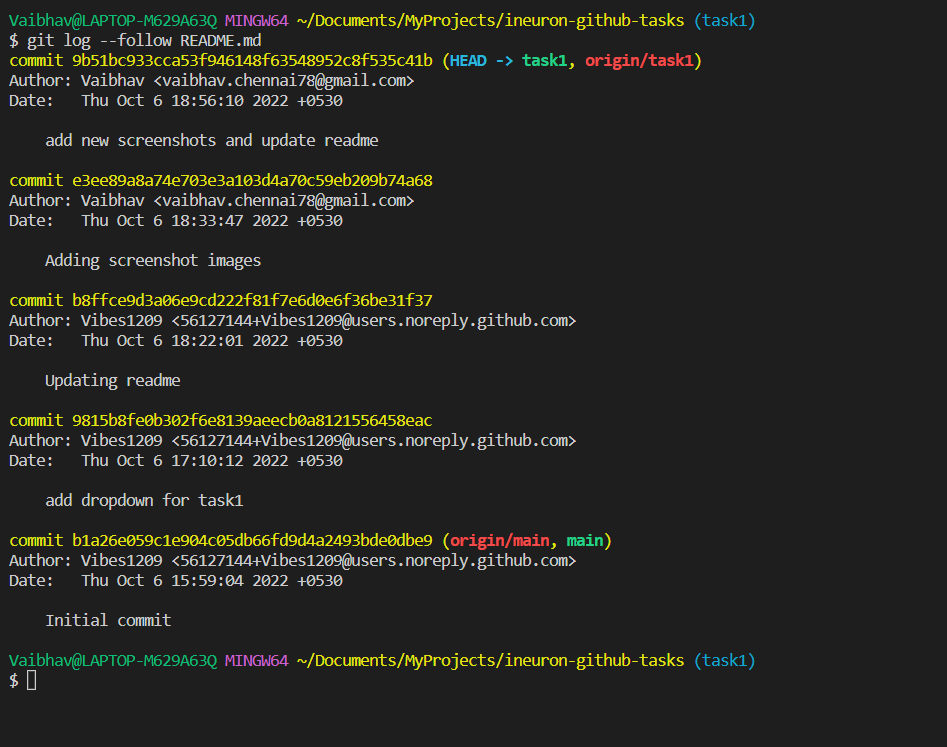 Vaibhav@LAPTOP-M629A63Q MINGW64 ~/Documents/MyProjects/ineuron-github-tasks (task1)
$ git log --follow README.md
commit 9b51bc933cca53f946148f63548952c8f535c41b (HEAD -> task1, origin/task1)
Author: Vaibhav <vaibhav.chennai78@gmail.com>
Date:   Thu Oct 6 18:56:10 2022 +0530

    add new screenshots and update readme

commit e3ee89a8a74e703e3a103d4a70c59eb209b74a68
Author: Vaibhav <vaibhav.chennai78@gmail.com>
Date:   Thu Oct 6 18:33:47 2022 +0530

    Adding screenshot images

commit b8ffce9d3a06e9cd222f81f7e6d0e6f36be31f37
Author: Vibes1209 <56127144+Vibes1209@users.noreply.github.com>
Date:   Thu Oct 6 18:22:01 2022 +0530

    Updating readme

commit 9815b8fe0b302f6e8139aeecb0a8121556458eac
Author: Vibes1209 <56127144+Vibes1209@users.noreply.github.com>
Date:   Thu Oct 6 17:10:12 2022 +0530

    add dropdown for task1

commit b1a26e059c1e904c05db66fd9d4a2493bde0dbe9 (origin/main, main)
Author: Vibes1209 <56127144+Vibes1209@users.noreply.github.com>
Date:   Thu Oct 6 15:59:04 2022 +0530

    Initial commit

Vaibhav@LAPTOP-M629A63Q MINGW64 ~/Documents/MyProjects/ineuron-github-tasks (task1)
$